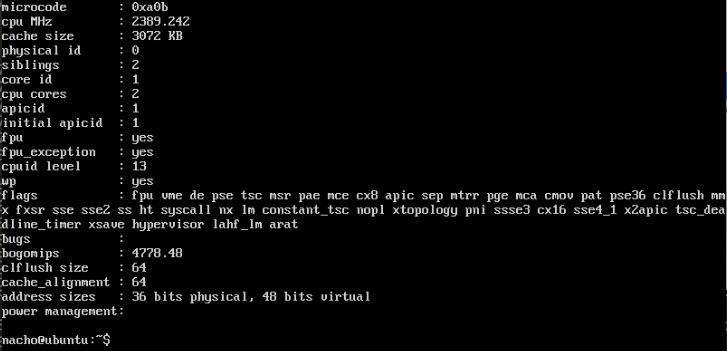 microcode : 0xa0b
cpu MHz : 2389.242
cache size : 3072 KB
physical id : 0
siblings : 2
core id : 1
cpu cores : 2
apicid : 1
initial apicid : 1
fpu : yes
fpu_exception : yes
cpuid level : 13
wp : yes
flags : fpu vme de pse tsc msr pae mce cx8 apic sep mtrr pge mca cmov pat pse36 clflush mm
x fxsr sse sse2 ss ht syscall nx lm constant_tsc nopl xtopology pni ssse3 cx16 sse4_1 x2apic tsc_dea
dline_timer xsave hypervisor lahf_lm arat
bugs :
bogomips : 4778.48
clflush size : 64
cache_alignment : 64
address sizes : 36 bits physical, 48 bits virtual
power management:
nacho@ubuntu:~$